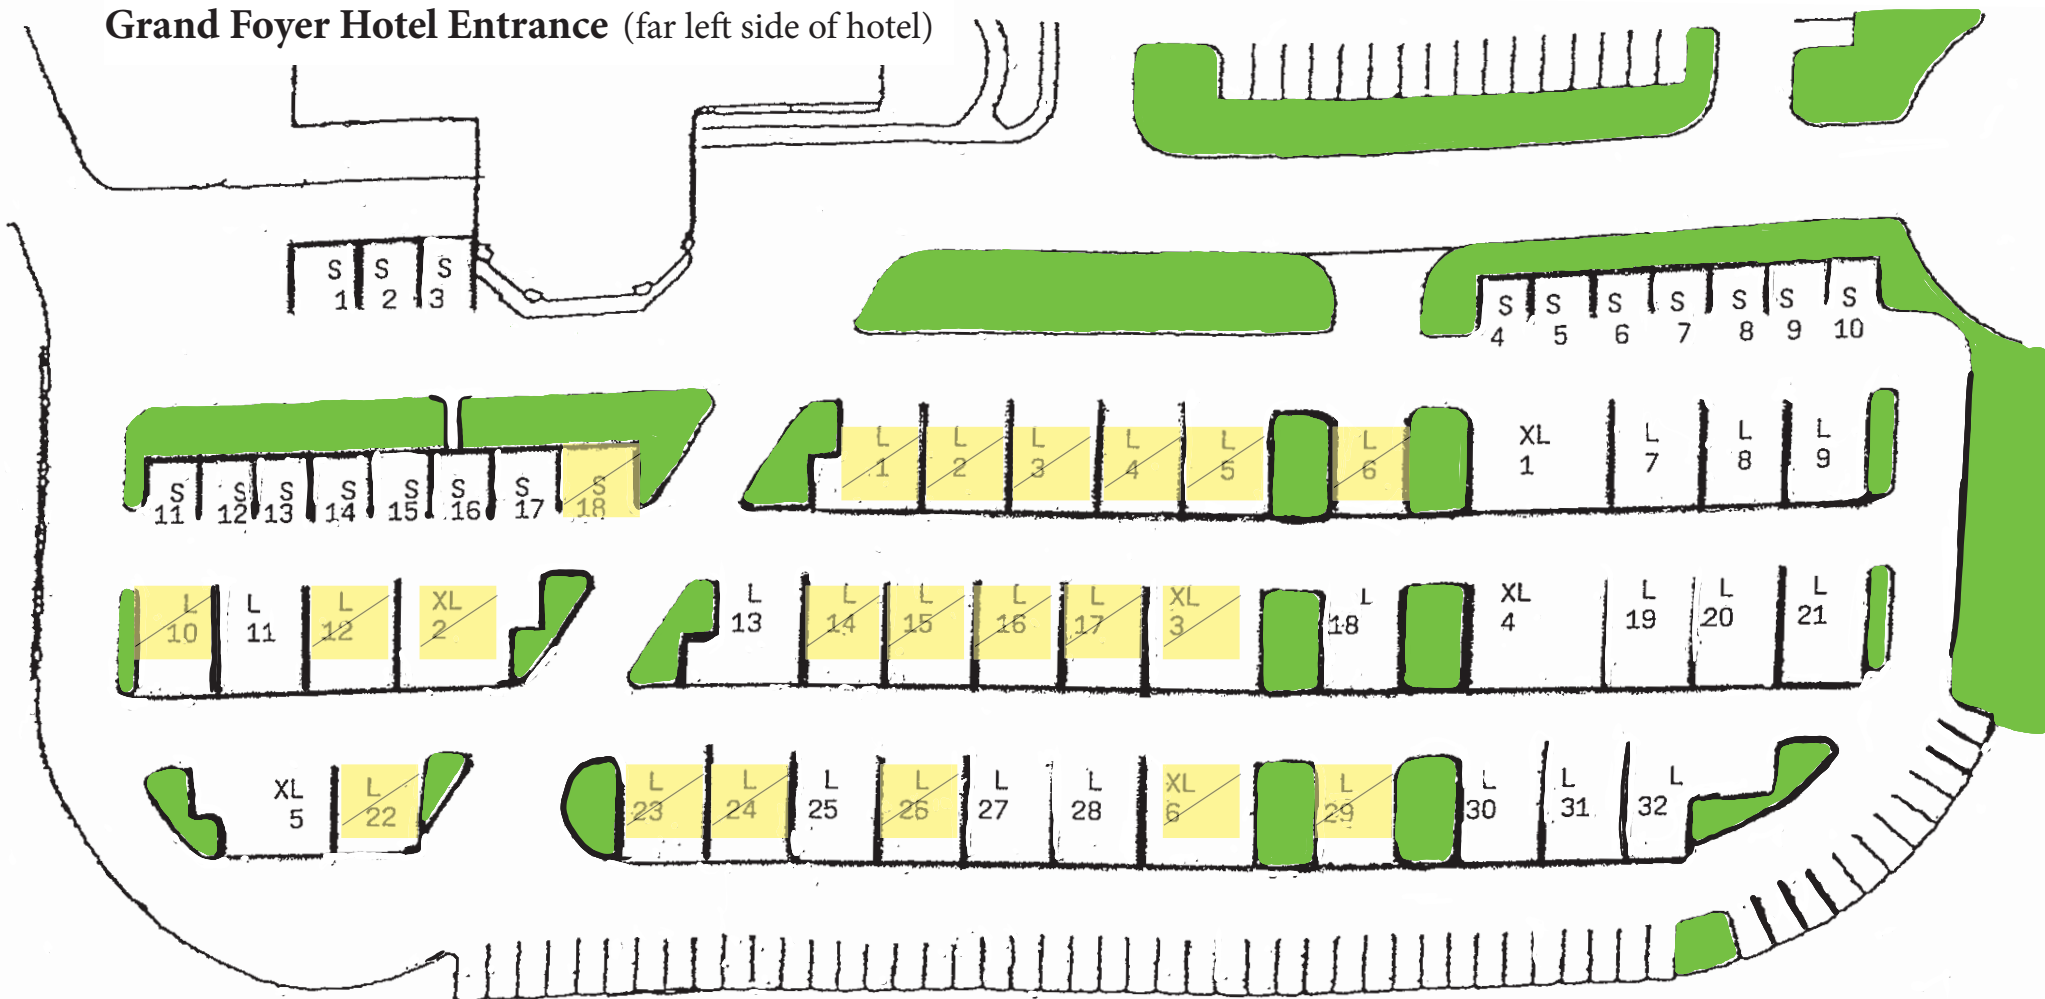 Grand Foyer Hotel Entrance (far left side of hotel)
S 1
S 2
S 3
S 4
S 5
S 6
S 7
S 8
S 9
S 10
S 11
S 12
S 13
S 14
S 15
S 16
S 17
S 18
L 1
L 2
L 3
L 4
L 5
L 6
XL 1
L 7
L 8
L 9
L 10
L 11
L 12
XL 2
L 13
L 14
L 15
L 16
L 17
XL 3
L 18
XL 4
L 19
L 20
L 21
XL 5
L 22
L 23
L 24
L 25
L 26
L 27
L 28
XL 6
L 29
L 30
L 31
L 32